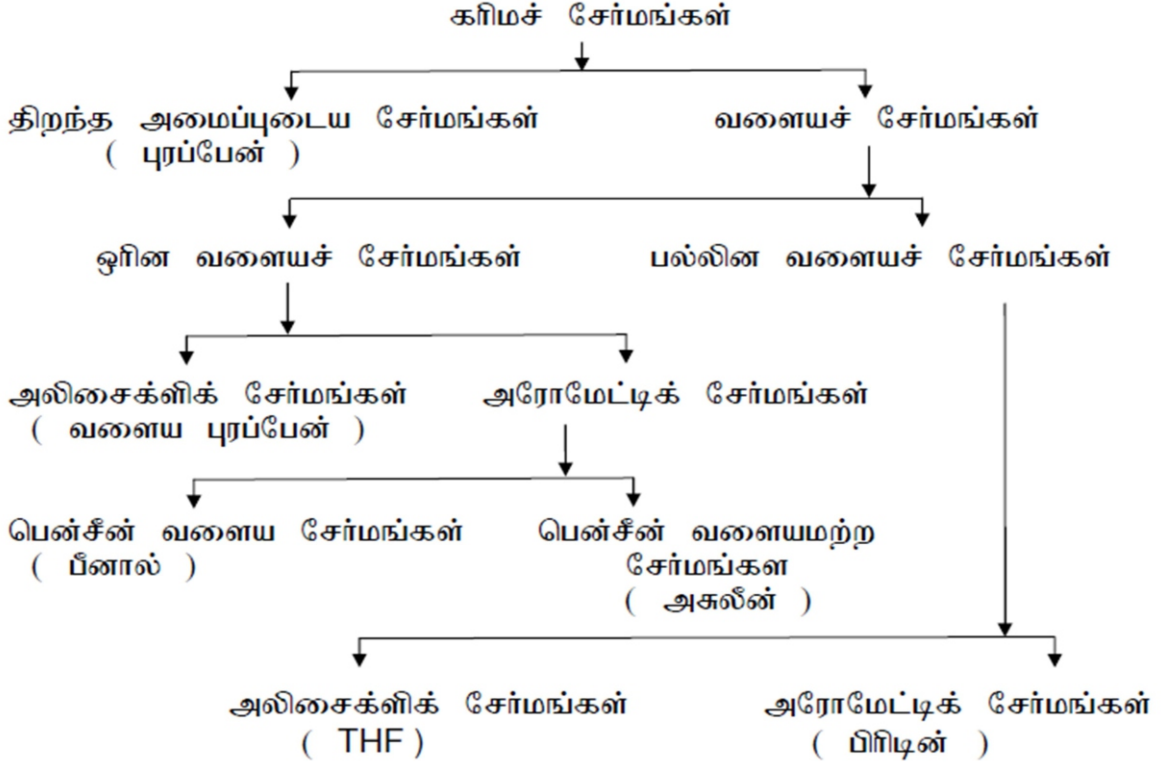 கரிமச் சேர்மங்கள்
திறந்த அமைப்புடைய சேர்மங்கள் வளையச் சேர்மங்கள்
( புரப்பேன் )
ஓரின வளையச் சேர்மங்கள் பல்லின வளையச் சேர்மங்கள்
அலிசைக்ளிக் சேர்மங்கள் அரோமேட்டிக் சேர்மங்கள்
( வளைய புரப்பேன் )
பென்சீன் வளைய சேர்மங்கள் பென்சீன் வளையமற்ற
( பீனால் ) சேர்மங்கள
( அசுலீன் )
அலிசைக்ளிக் சேர்மங்கள் அரோமேட்டிக் சேர்மங்கள்
( THF ) ( பிரிடின் )